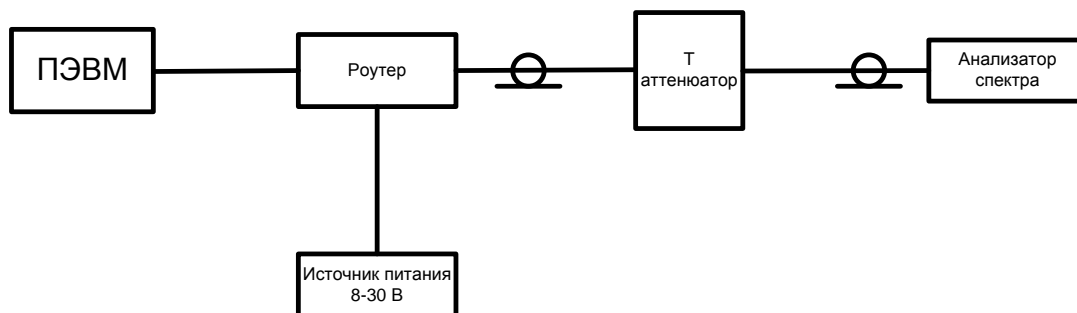 ПЭВМ
Роутер
Т
аттенюатор
Анализатор
спектра
Источник питания
8-30 В